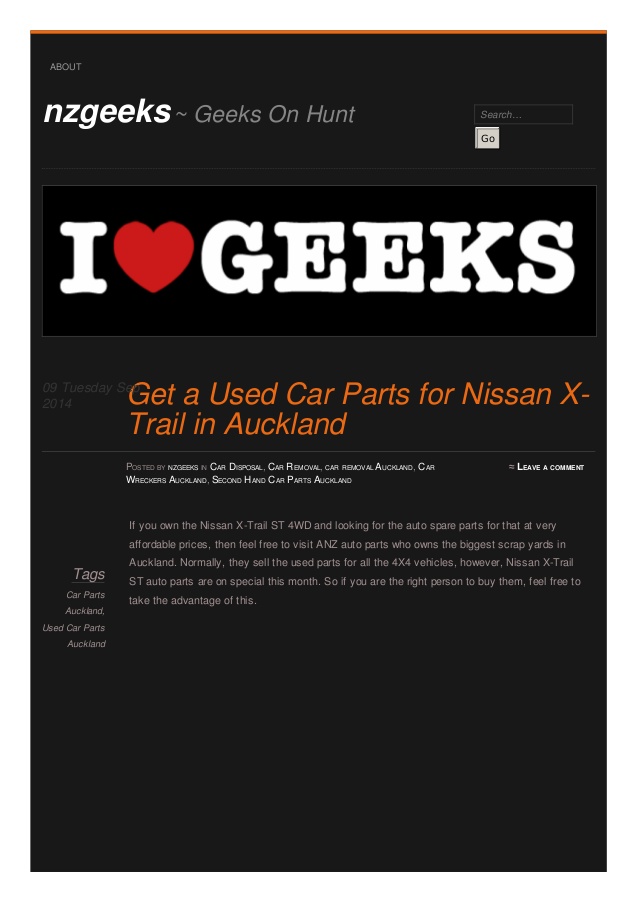 ABOUT
nzgeeks ~ Geeks On Hunt
Search...
Go
I ❤ GEEKS
09 Tuesday Sep
2014
Get a Used Car Parts for Nissan X-
Trail in Auckland
POSTED BY NZGEEKS IN CAR DISPOSAL, CAR REMOVAL, CAR REMOVAL AUCKLAND, CAR
WRECKERS AUCKLAND, SECOND HAND CAR PARTS AUCKLAND
≈ LEAVE A COMMENT
If you own the Nissan X-Trail ST 4WD and looking for the auto spare parts for that at very
affordable prices, then feel free to visit ANZ auto parts who owns the biggest scrap yards in
Auckland. Normally, they sell the used parts for all the 4X4 vehicles, however, Nissan X-Trail
ST auto parts are on special this month. So if you are the right person to buy them, feel free to
take the advantage of this.
Tags
Car Parts
Auckland,
Used Car Parts
Auckland